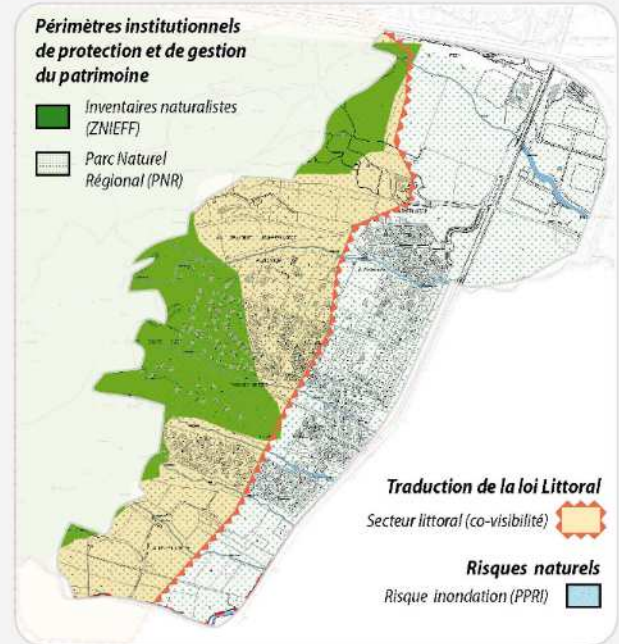 Périmètres institutionnels
de protection et de gestion
du patrimoine
Inventaires naturalistes
(ZNIEFF)
Parc Naturel
Régional (PNR)
Traduction de la loi Littoral
Secteur littoral (co-visibilité)
Risques naturels
Risque inondation (PPRI)